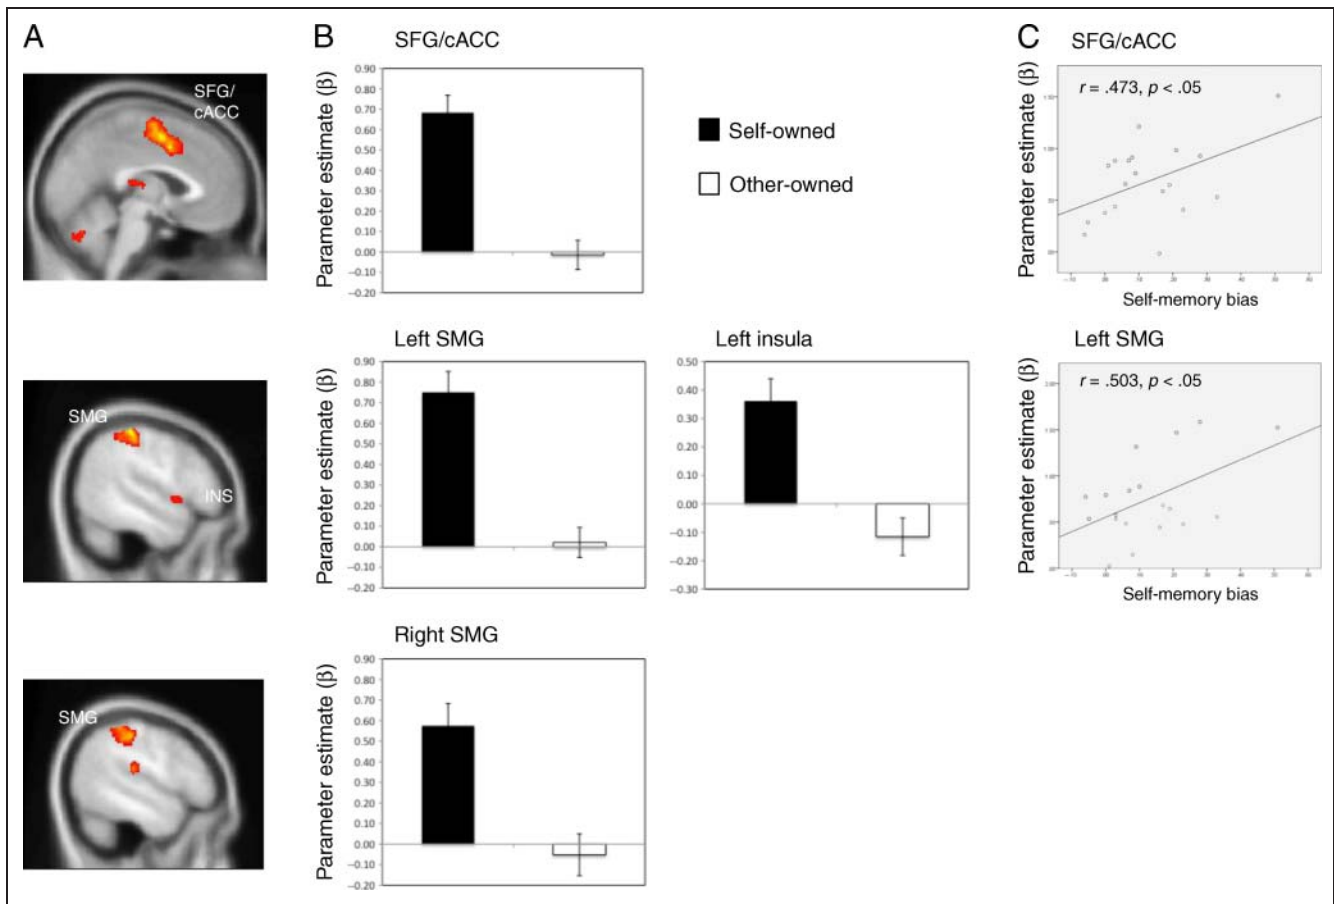 A
SFG/
cACC
SMG
INS
SMG
B
SFG/cACC
Parameter estimate (β)
0.90
0.80
0.70
0.60
0.50
0.40
0.30
0.20
0.10
0.00
−0.10
−0.20
Self-owned
Other-owned
Left SMG
Parameter estimate (β)
0.90
0.80
0.70
0.60
0.50
0.40
0.30
0.20
0.10
0.00
−0.10
−0.20
Left insula
Parameter estimate (β)
0.50
0.40
0.30
0.20
0.10
0.00
−0.10
−0.20
−0.30
Right SMG
Parameter estimate (β)
0.90
0.80
0.70
0.60
0.50
0.40
0.30
0.20
0.10
0.00
−0.10
−0.20
C
SFG/cACC
Parameter estimate (β)
r = .473, p < .05
Self-memory bias
Left SMG
Parameter estimate (β)
r = .503, p < .05
Self-memory bias